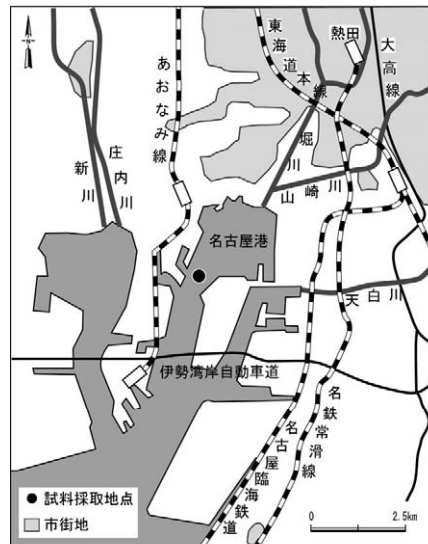 熱田
東海道本線
大高線
あおなみ線
堀川
庄内川
新川
山崎川
名古屋港
天白川
伊勢湾岸自動車道
名鉄常滑線
名古屋臨海鉄道
試料採取地点
市街地
0 2.5km